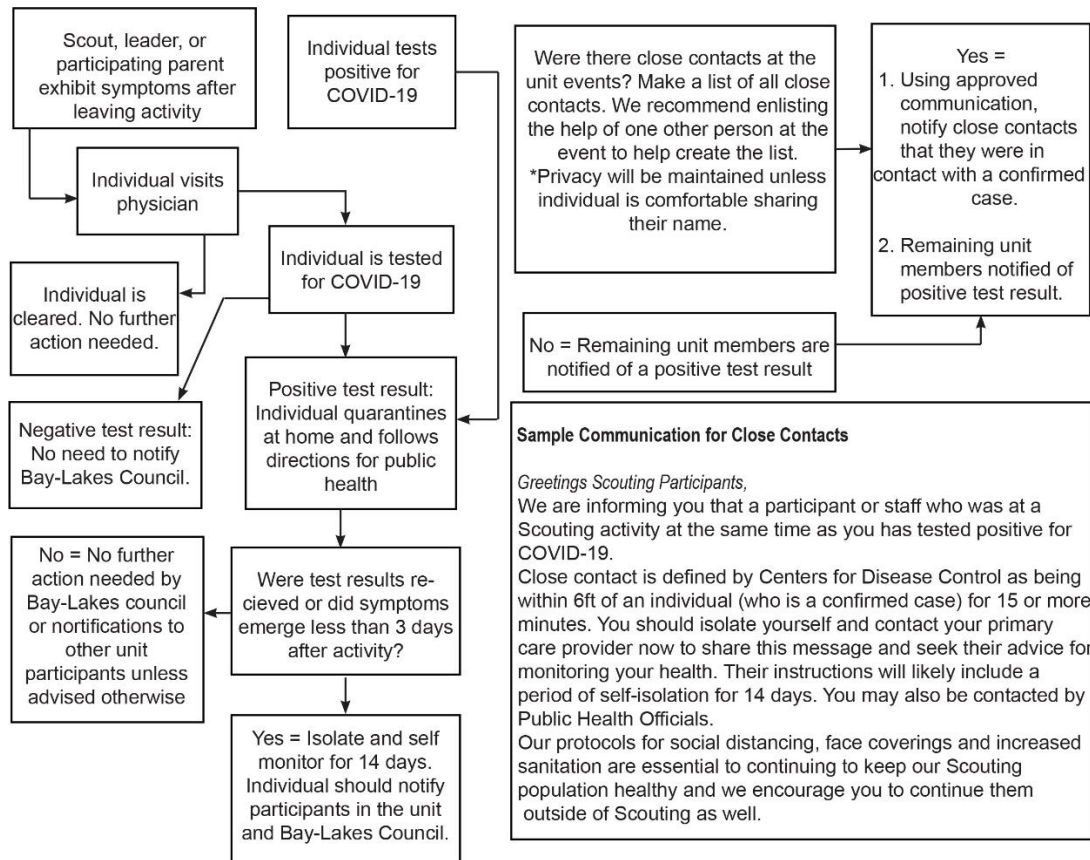 Scout, leader, or
participating parent
exhibit symptoms after
leaving activity
Individual tests
positive for
COVID-19
Individual visits
physician
Individual is tested
for COVID-19
Individual is
cleared. No further
action needed.
Negative test result:
No need to notify
Bay-Lakes Council.
Positive test result:
Individual quarantines
at home and follows
directions for public
health
Were test results re-
cieved or did symptoms
emerge less than 3 days
after activity?
No = No further
action needed by
Bay-Lakes council
or nortifications to
other unit
participants unless
advised otherwise
Yes = Isolate and self
monitor for 14 days.
Individual should notify
participants in the unit
and Bay-Lakes Council.
Were there close contacts at the
unit events? Make a list of all close
contacts. We recommend enlisting
the help of one other person at the
event to help create the list.
*Privacy will be maintained unless
individual is comfortable sharing
their name.
Yes =
1. Using approved
communication,
notify close contacts
that they were in
contact with a confirmed
case.
2. Remaining unit
members notified of
positive test result.
No = Remaining unit members are
notified of a positive test result
Sample Communication for Close Contacts
Greetings Scouting Participants,
We are informing you that a participant or staff who was at a
Scouting activity at the same time as you has tested positive for
COVID-19.
Close contact is defined by Centers for Disease Control as being
within 6ft of an individual (who is a confirmed case) for 15 or more
minutes. You should isolate yourself and contact your primary
care provider now to share this message and seek their advice for
monitoring your health. Their instructions will likely include a
period of self-isolation for 14 days. You may also be contacted by
Public Health Officials.
Our protocols for social distancing, face coverings and increased
sanitation are essential to continuing to keep our Scouting
population healthy and we encourage you to continue them
outside of Scouting as well.